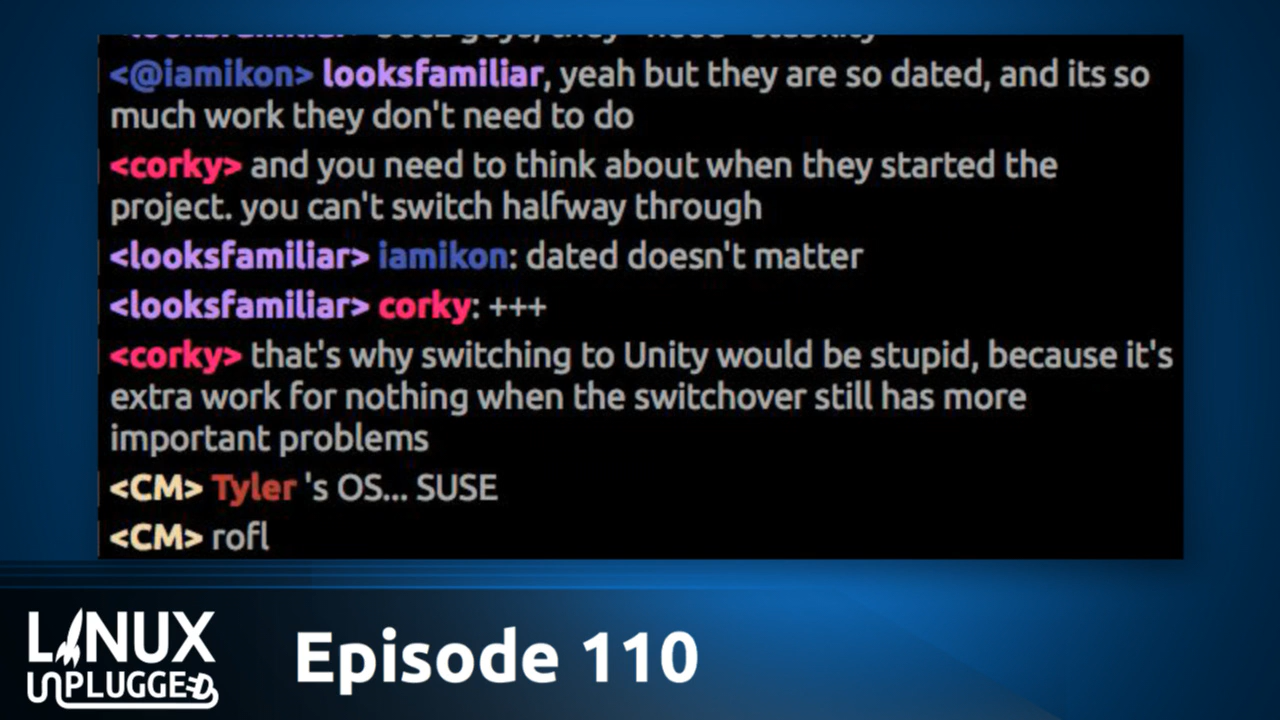 <@iamikon> looksfamiliar, yeah but they are so dated, and its so
much work they don't need to do
<corky> and you need to think about when they started the
project. you can't switch halfway through
<looksfamiliar> iamikon: dated doesn't matter
<looksfamiliar> corky: +++
<corky> that's why switching to Unity would be stupid, because it's
extra work for nothing when the switchover still has more
important problems
<CM> Tyler 's OS... SUSE
<CM> rofl
LINUX
UNPLUGGED
Episode 110